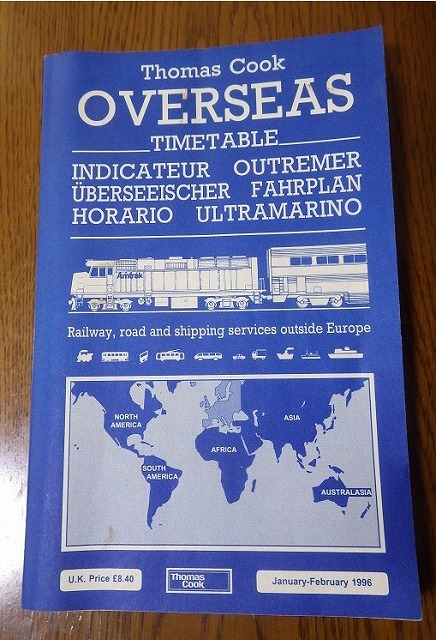 Thomas Cook
OVERSEAS
TIMETABLE
INDICATEUR OUTREMER
ÜBERSEEISCHER FAHRPLAN
HORARIO ULTRAMARINO
Amtrak
Railway, road and shipping services outside Europe
NORTH
AMERICA
ASIA
AFRICA
SOUTH
AMERICA
AUSTRALASIA
U.K. Price £8.40
Thomas
Cook
January-February 1996